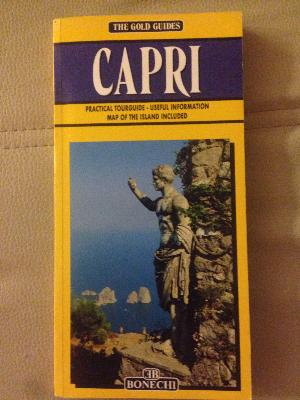 THE GOLD GUIDES
CAPRI
PRACTICAL TOURGUIDE - USEFUL INFORMATION
MAP OF THE ISLAND INCLUDED
BONECHI